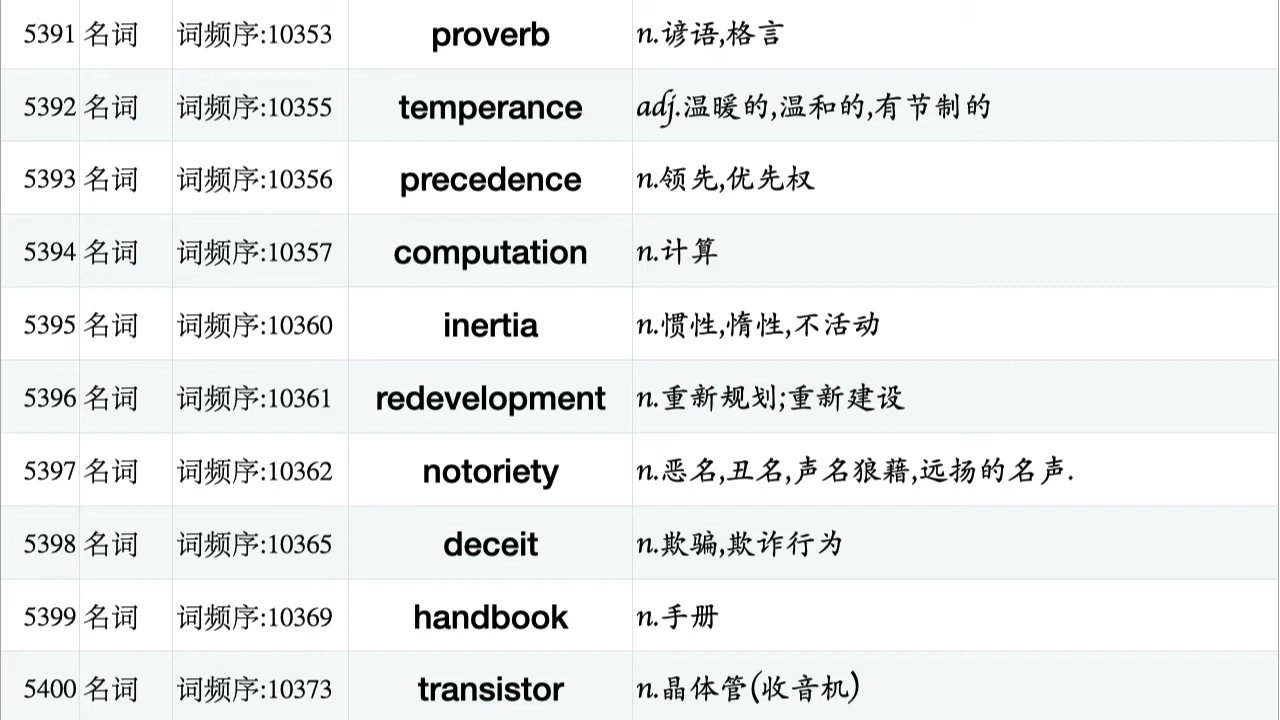 5391 名词 词频序:10353 proverb n.谚语,格言
5392 名词 词频序:10355 temperance adj.温暖的,温和的,有节制的
5393 名词 词频序:10356 precedence n.领先,优先权
5394 名词 词频序:10357 computation n.计算
5395 名词 词频序:10360 inertia n.惯性,惰性,不活动
5396 名词 词频序:10361 redevelopment n.重新规划;重新建设
5397 名词 词频序:10362 notoriety n.恶名,丑名,声名狼藉,远扬的名声.
5398 名词 词频序:10365 deceit n.欺骗,欺诈行为
5399 名词 词频序:10369 handbook n.手册
5400 名词 词频序:10373 transistor n.晶体管(收音机)